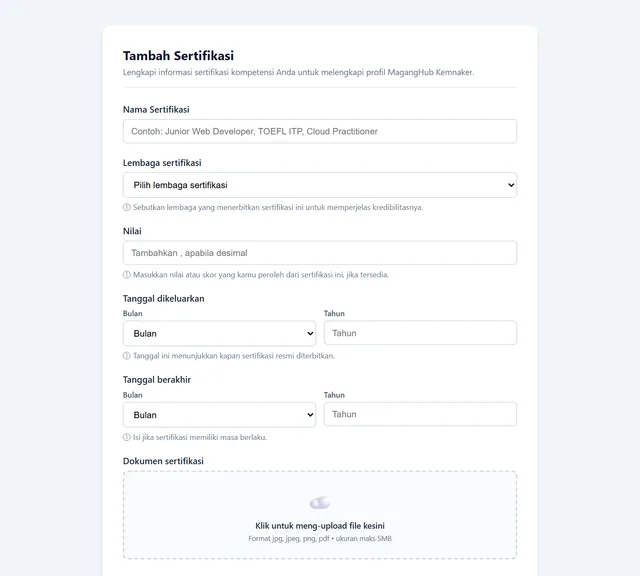 Tambah Sertifikasi
Lengkapi informasi sertifikasi kompetensi Anda untuk melengkapi profil MagangHub Kemnaker.
Nama Sertifikasi
Contoh: Junior Web Developer, TOEFL ITP, Cloud Practitioner
Lembaga sertifikasi
Pilih lembaga sertifikasi
ⓘ Sebutkan lembaga yang menerbitkan sertifikasi ini untuk memperjelas kredibilitasnya.
Nilai
Tambahkan , apabila desimal
ⓘ Masukkan nilai atau skor yang kamu peroleh dari sertifikasi ini, jika tersedia.
Tanggal dikeluarkan
Bulan Tahun
Bulan Tahun
ⓘ Tanggal ini menunjukkan kapan sertifikasi resmi diterbitkan.
Tanggal berakhir
Bulan Tahun
Bulan Tahun
ⓘ Isi jika sertifikasi memiliki masa berlaku.
Dokumen sertifikasi
Klik untuk meng-upload file kesini
Format jpg, jpeg, png, pdf • ukuran maks 5MB